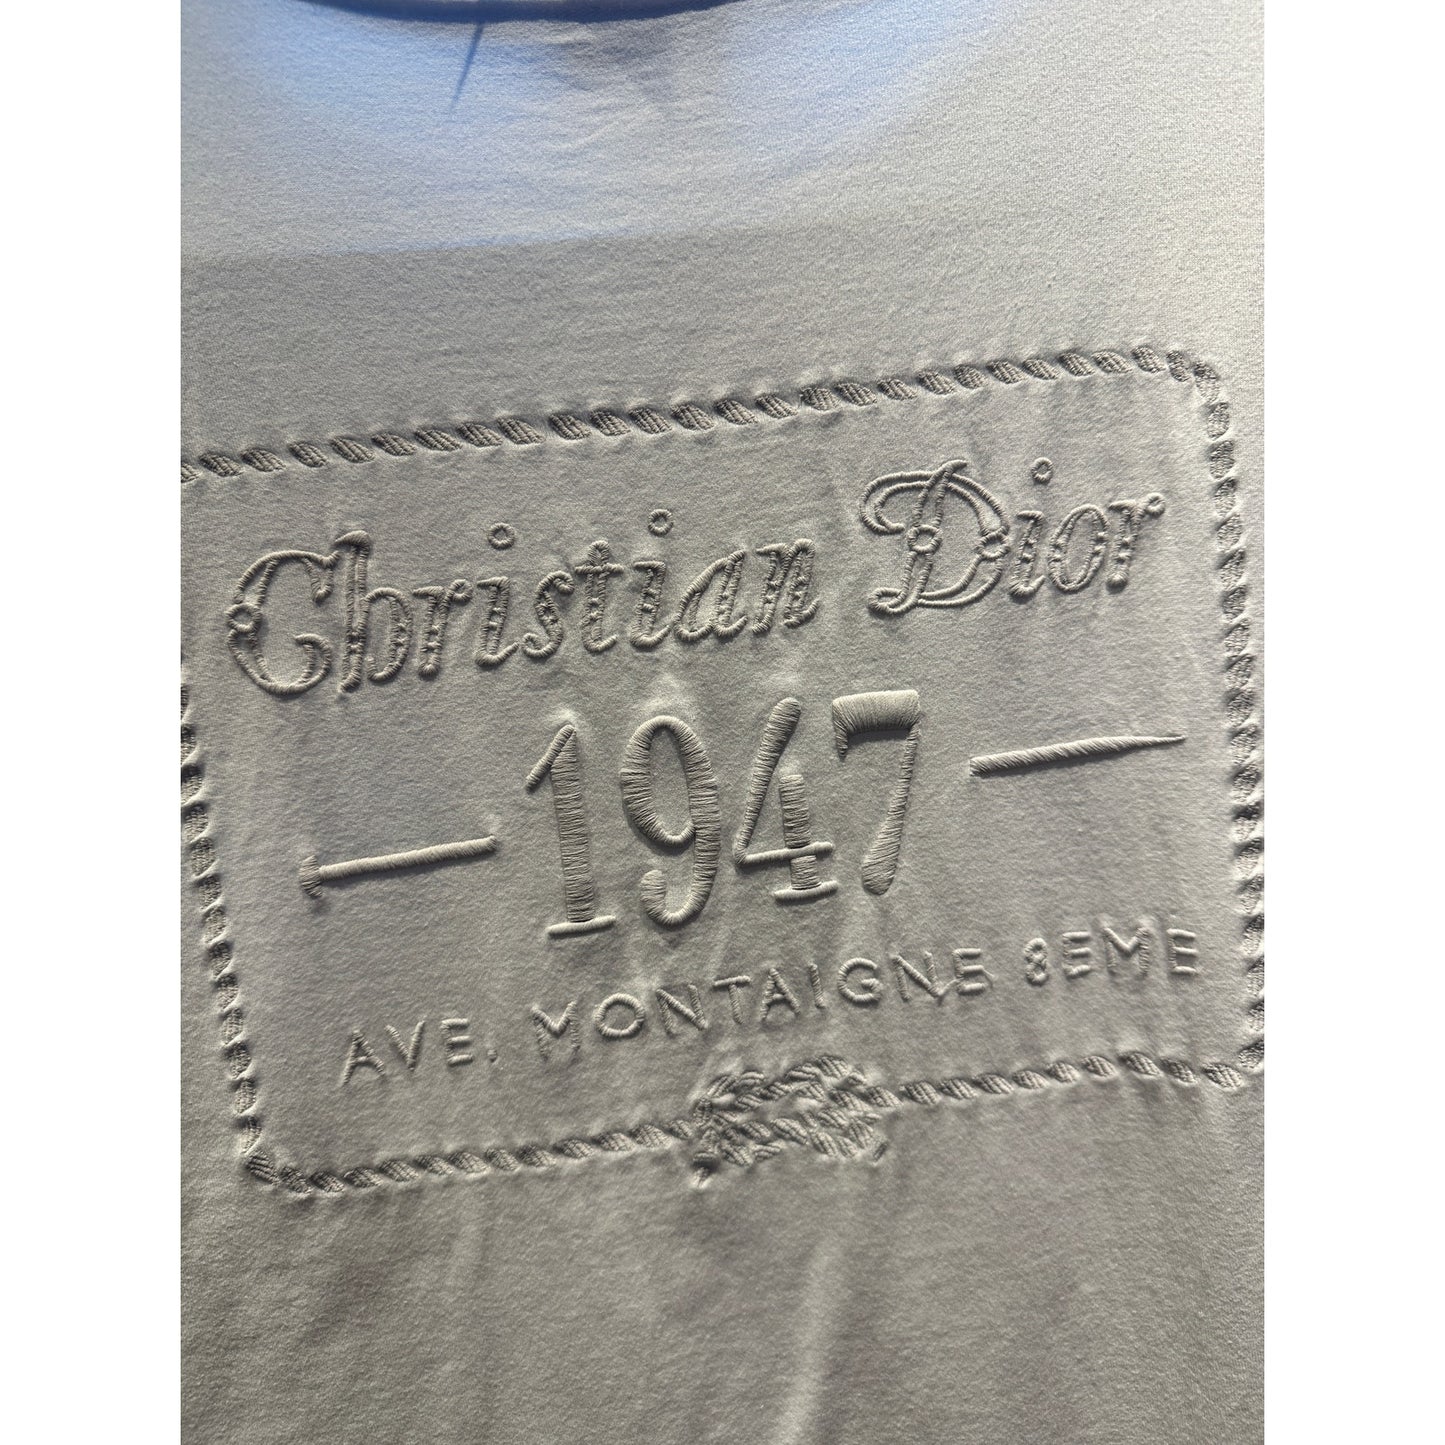 Christian Dior
1947
AVE. MONTAIGNE 8EME